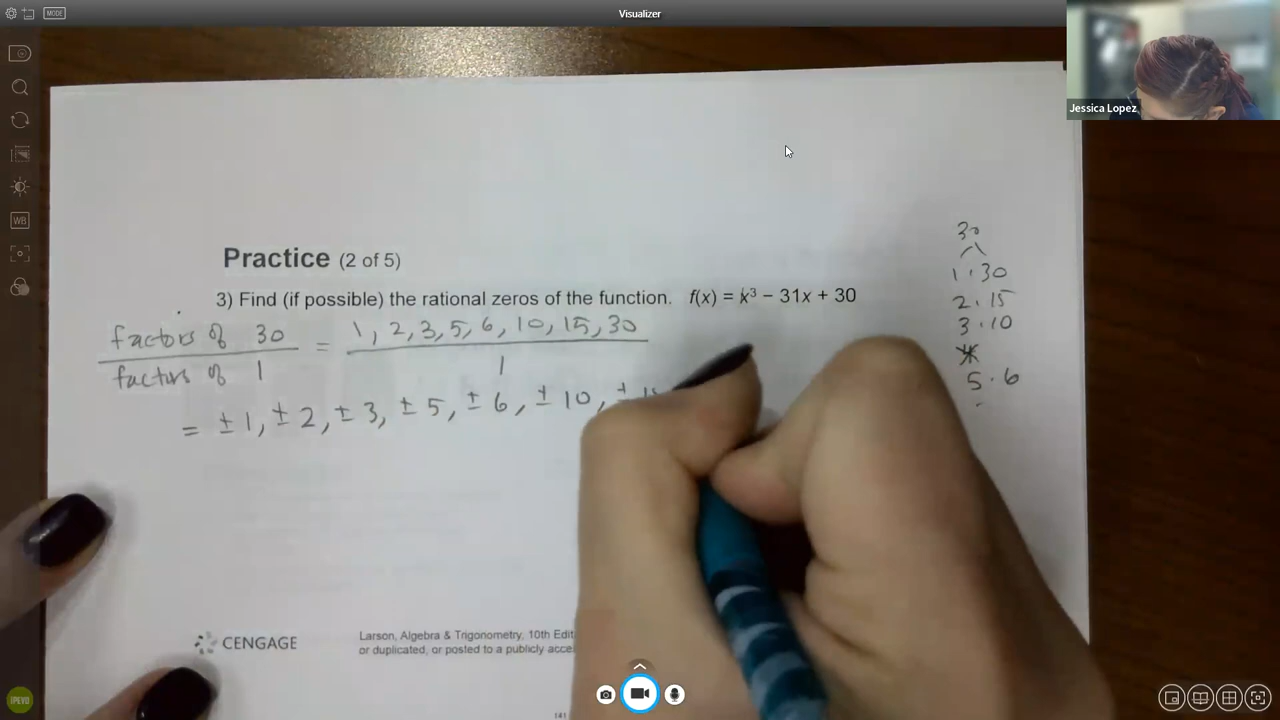 Visualizer
MODE
Jessica Lopez
WB
Practice (2 of 5)
3) Find (if possible) the rational zeros of the function. f(x) = x³ − 31x + 30
factors of 30 = 1, 2, 3, 5, 6, 10, 15, 30
factors of 1 1
= ± 1, ± 2, ± 3, ± 5, ± 6, ± 10, ±
30
1 · 30
2 · 15
3 · 10
5 · 6
CENGAGE
Larson, Algebra & Trigonometry, 10th
or duplicated, or posted to a publicly
141
IPEVO